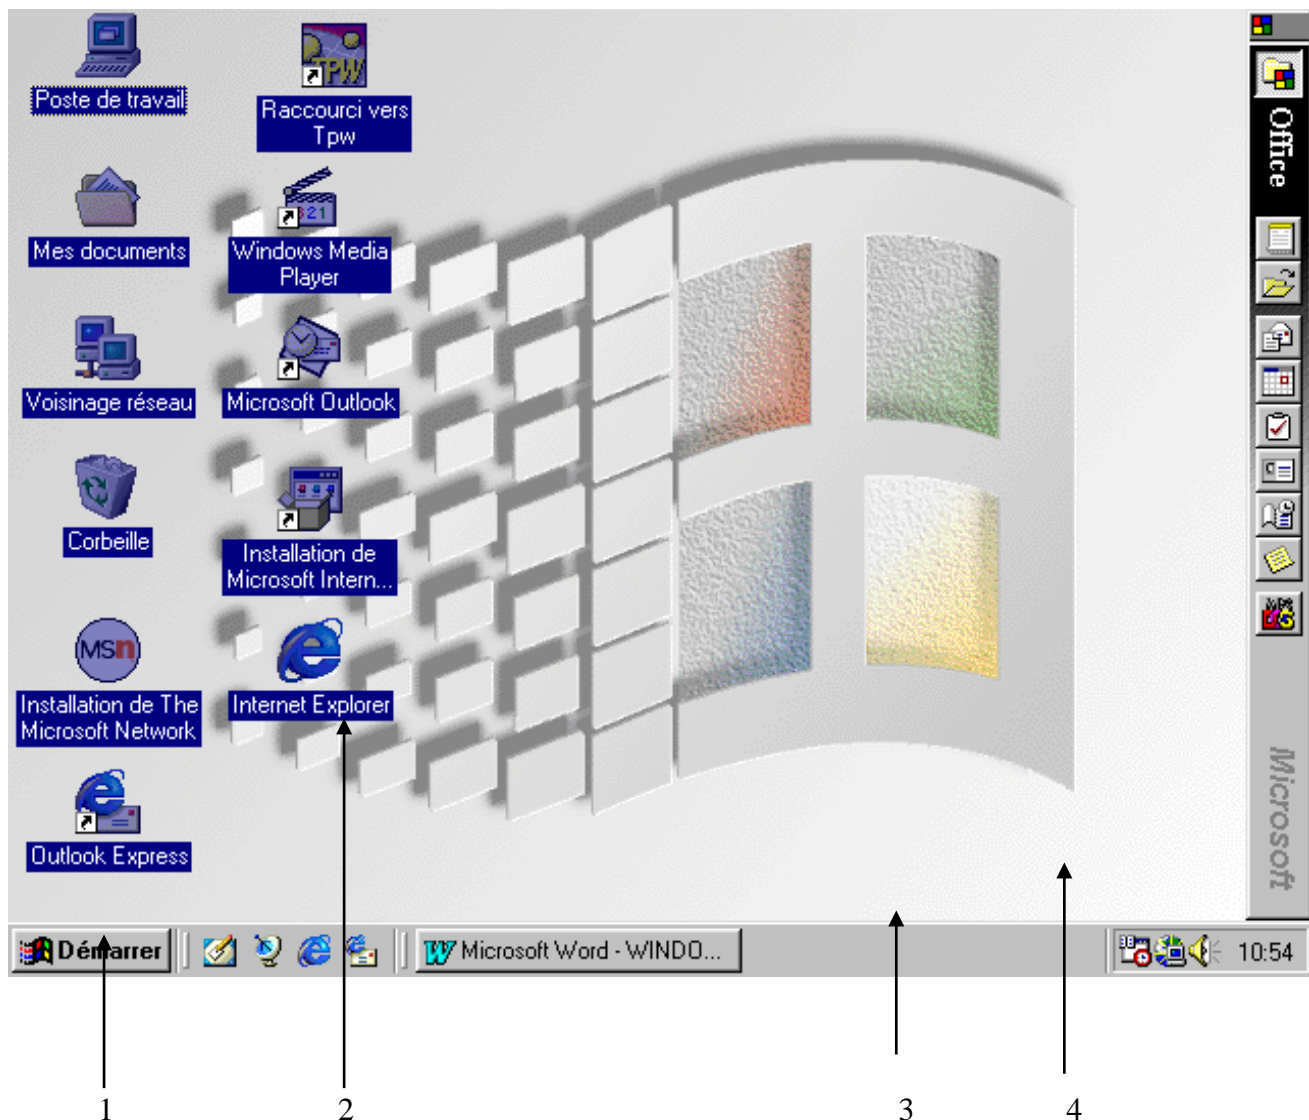 Poste de travail
Raccourci vers
Tpw
TPW
Mes documents
Windows Media
Player
321
Voisinage réseau
Microsoft Outlook
Corbeille
Installation de
Microsoft Intern...
MSn
Installation de The
Microsoft Network
Internet Explorer
Outlook Express
Office
Microsoft
Démarrer
Microsoft Word - WINDO...
10:54
1
2
3
4